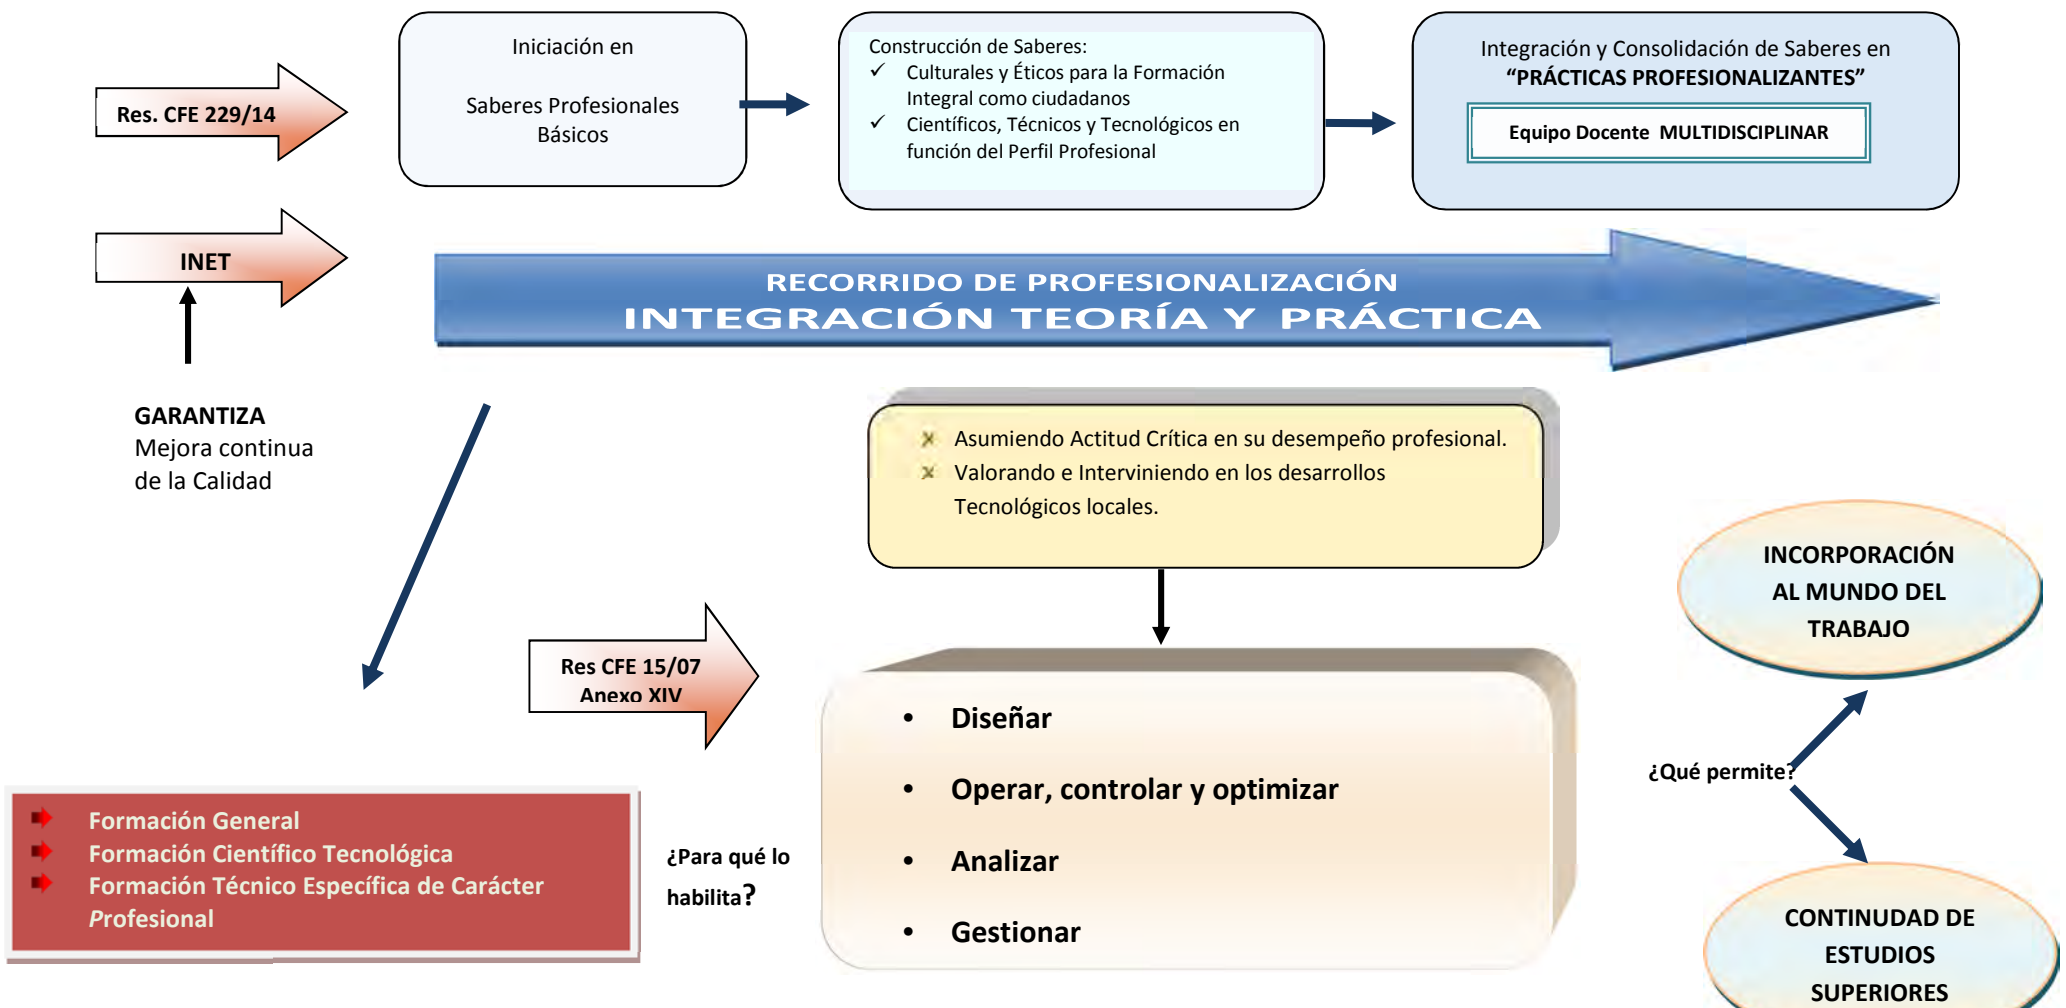 Iniciación en
Saberes Profesionales
Básicos
Construcción de Saberes:
✓ Culturales y Éticos para la Formación
Integral como ciudadanos
✓ Científicos, Técnicos y Tecnológicos en
función del Perfil Profesional
Integración y Consolidación de Saberes en
“PRÁCTICAS PROFESIONALIZANTES”
Equipo Docente MULTIDISCIPLINAR
Res. CFE 229/14
INET
RECORRIDO DE PROFESIONALIZACIÓN
INTEGRACIÓN TEORÍA Y PRÁCTICA
GARANTIZA
Mejora continua
de la Calidad
Asumiendo Actitud Crítica en su desempeño profesional.
Valorando e Interviniendo en los desarrollos
Tecnológicos locales.
Res CFE 15/07
Anexo XIV
• Diseñar
• Operar, controlar y optimizar
• Analizar
• Gestionar
Formación General
Formación Científico Tecnológica
Formación Técnico Específica de Carácter
Profesional
¿Para qué lo
habilita?
¿Qué permite?
INCORPORACIÓN
AL MUNDO DEL
TRABAJO
CONTINUDAD DE
ESTUDIOS
SUPERIORES